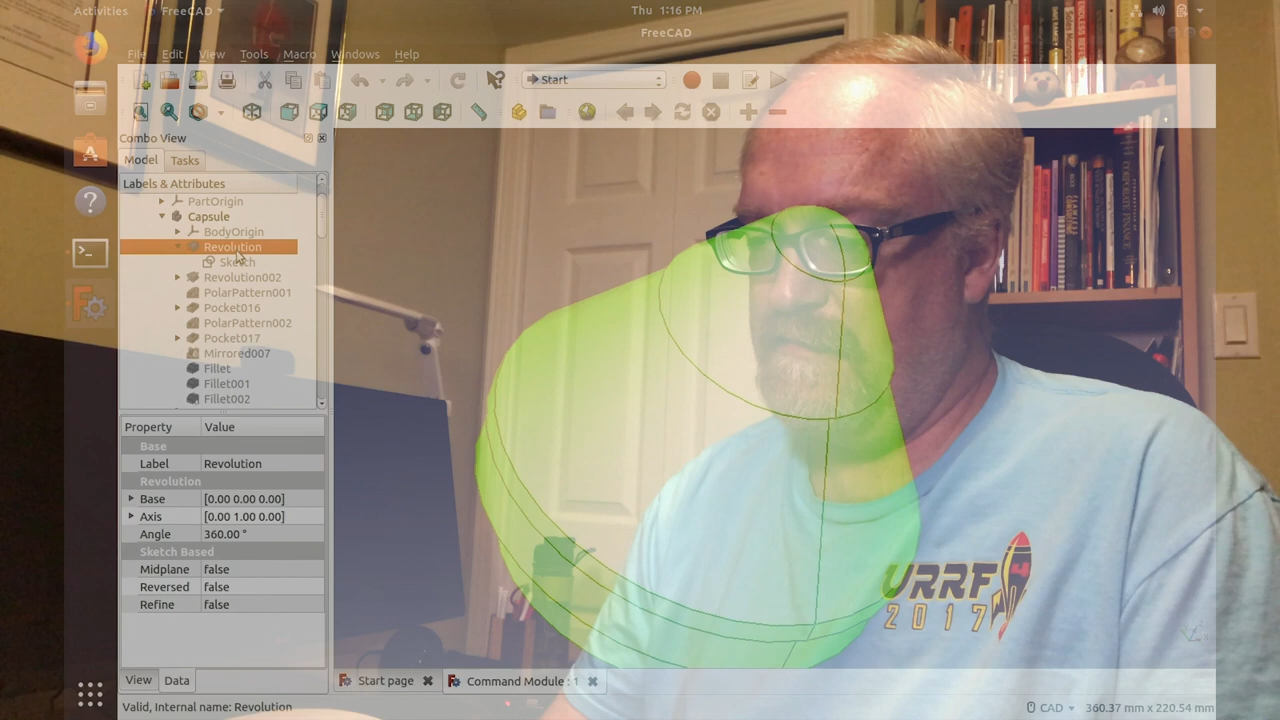 Activities
FreeCAD
Thu 1:16 PM
FreeCAD
File Edit View Tools Macro Windows Help
Start
Combo View
Model Tasks
Labels & Attributes
PartOrigin
Capsule
BodyOrigin
Revolution
Sketch
Revolution002
PolarPattern001
Pocket016
PolarPattern002
Pocket017
Mirrored007
Fillet
Fillet001
Fillet002
Property Value
Base
Label Revolution
Revolution
Base [0.00 0.00 0.00]
Axis [0.00 1.00 0.00]
Angle 360.00 °
Sketch Based
Midplane false
Reversed false
Refine false
View Data
Start page
Command Module : 1
Valid, Internal name: Revolution
CAD
360.37 mm x 220.54 mm
URRF
2017
CORPORATE FINANCE